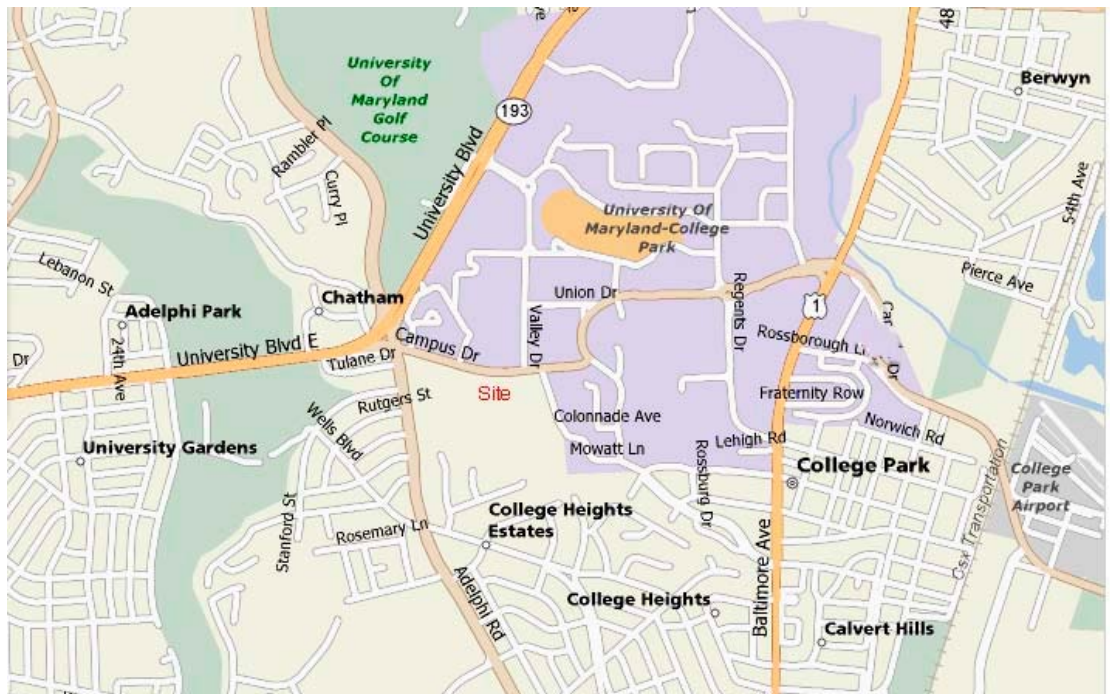 University
Of
Maryland
Golf
Course
193
48
Berwyn
Rambler Pl
Curry Pl
University Blvd
54th Ave
University Of
Maryland-College
Park
Lebanon St
Pierce Ave
Adelphi Park
Chatham
Union Dr
Regents Dr
1
Car
Dr
24th Ave
University Blvd E
Tulane Dr
Campus Dr
Valley Dr
Rossborough L
Dr
Site
Rutgers St
Fraternity Row
Wells Blvd
Colonnade Ave
Norwich Rd
University Gardens
Mowatt Ln
Lehigh Rd
Rossburg Dr
College Park
College
Park
Airport
Stanford St
College Heights
Estates
Rosemary Ln
Csx Transportation
Adelphi Rd
Baltimore Ave
College Heights
Calvert Hills